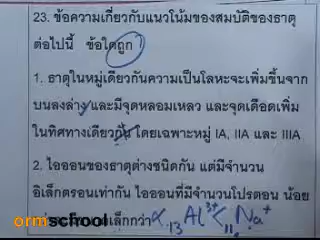 23. ข้อความเกี่ยวกับแนวโน้มของสมบัติของธาตุ
ต่อไปนี้ ข้อใดถูก
1. ธาตุในหมู่เดียวกันความเป็นโลหะจะเพิ่มขึ้นจาก
บนลงล่าง และมีจุดหลอมเหลว และจุดเดือดเพิ่ม
ในทิศทางเดียวกัน โดยเฉพาะหมู่ IA, IIA และ IIIA
2. ไอออนของธาตุต่างชนิดกัน แต่มีจำนวน
อิเล็กตรอนเท่ากัน ไอออนที่มีจำนวนโปรตอน น้อย
ormschool เล็กกว่า 13 Al3+ < 11 Na+